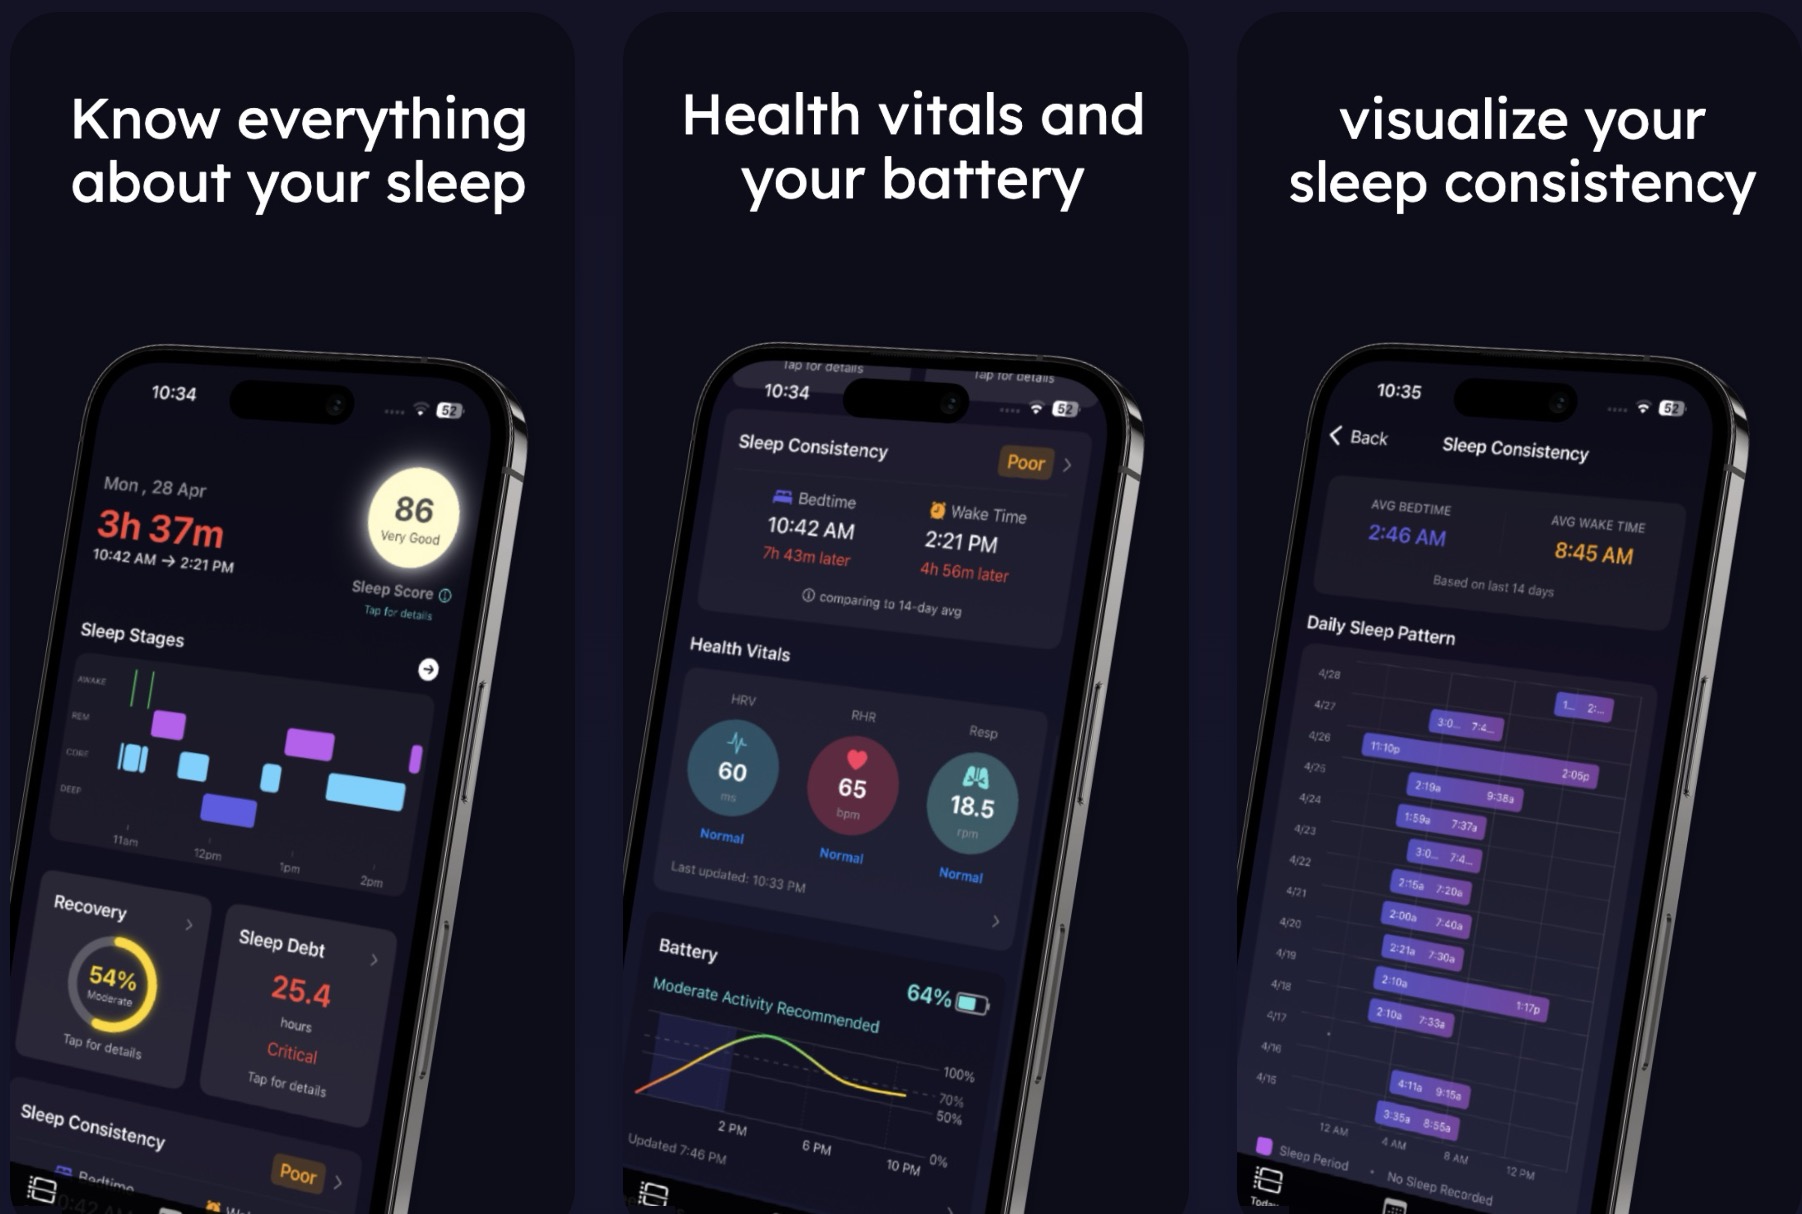 Know everything
about your sleep
10:34
52
Mon, 28 Apr
3h 37m
10:42 AM → 2:21 PM
86
Very Good
Sleep Score
Tap for details
Sleep Stages
AWAKE
REM
CORE
DEEP
11am
12pm
1pm
2pm
Recovery
54%
Moderate
Tap for details
Sleep Debt
25.4
hours
Critical
Tap for details
Sleep Consistency
Poor
Bedtime
Health vitals and
your battery
Tap for details
Tap for details
10:34
52
Sleep Consistency
Poor
Bedtime
10:42 AM
7h 43m later
Wake Time
2:21 PM
4h 56m later
comparing to 14-day avg
Health Vitals
HRV
60
ms
Normal
RHR
65
bpm
Normal
Resp
18.5
rpm
Normal
Last updated: 10:33 PM
Battery
64%
Moderate Activity Recommended
100%
70%
50%
0%
2 PM
6 PM
10 PM
Updated 7:46 PM
visualize your
sleep consistency
10:35
52
Back
Sleep Consistency
AVG BEDTIME
2:46 AM
AVG WAKE TIME
8:45 AM
Based on last 14 days
Daily Sleep Pattern
4/28
1... 2:...
4/27
3:0... 7:4...
4/26
11:10p 2:05p
4/25
2:19a 9:38a
4/24
1:59a 7:37a
4/23
3:0... 7:4...
4/22
2:15a 7:20a
4/21
2:00a 7:40a
4/20
2:21a 7:30a
4/19
2:10a 1:17p
4/18
2:10a 7:33a
4/17
4/16
4:11a 9:15a
4/15
3:35a 8:55a
12 AM
4 AM
8 AM
12 PM
Sleep Period
No Sleep Recorded
Today